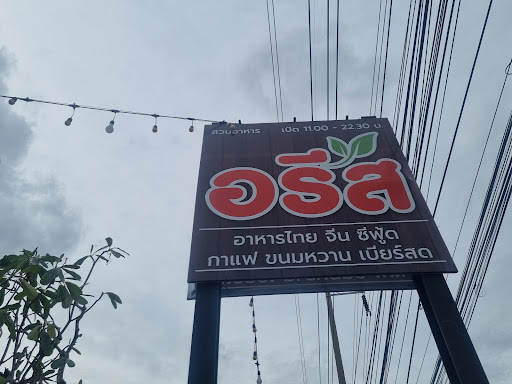 สวนอาหาร เปิด 11.00 - 22.30 น
อรีส
อาหารไทย จีน ซีฟู้ด
กาแฟ ขนมหวาน เบียร์สด